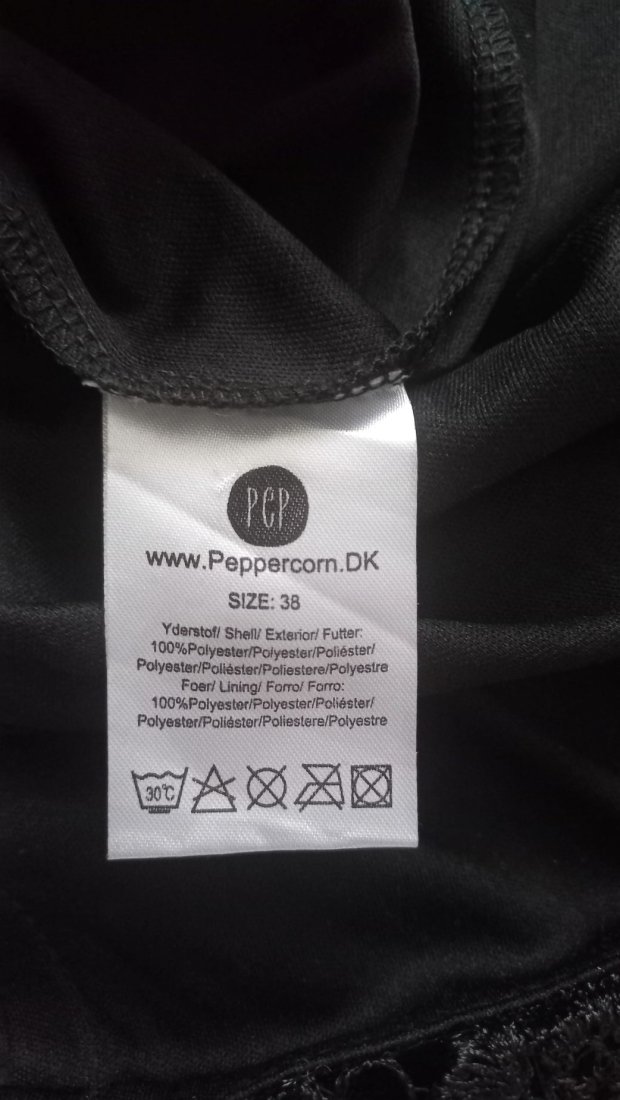 PEP
www.Peppercorn.DK
SIZE: 38
Yderstof/ Shell/ Exterior/ Futter:
100%Polyester/Polyester/Poliéster/
Polyester/Poliéster/Poliestere/Polyestre
Foer/ Lining/ Forro/ Forro:
100%Polyester/Polyester/Poliéster/
Polyester/Poliéster/Poliestere/Polyestre
30°C